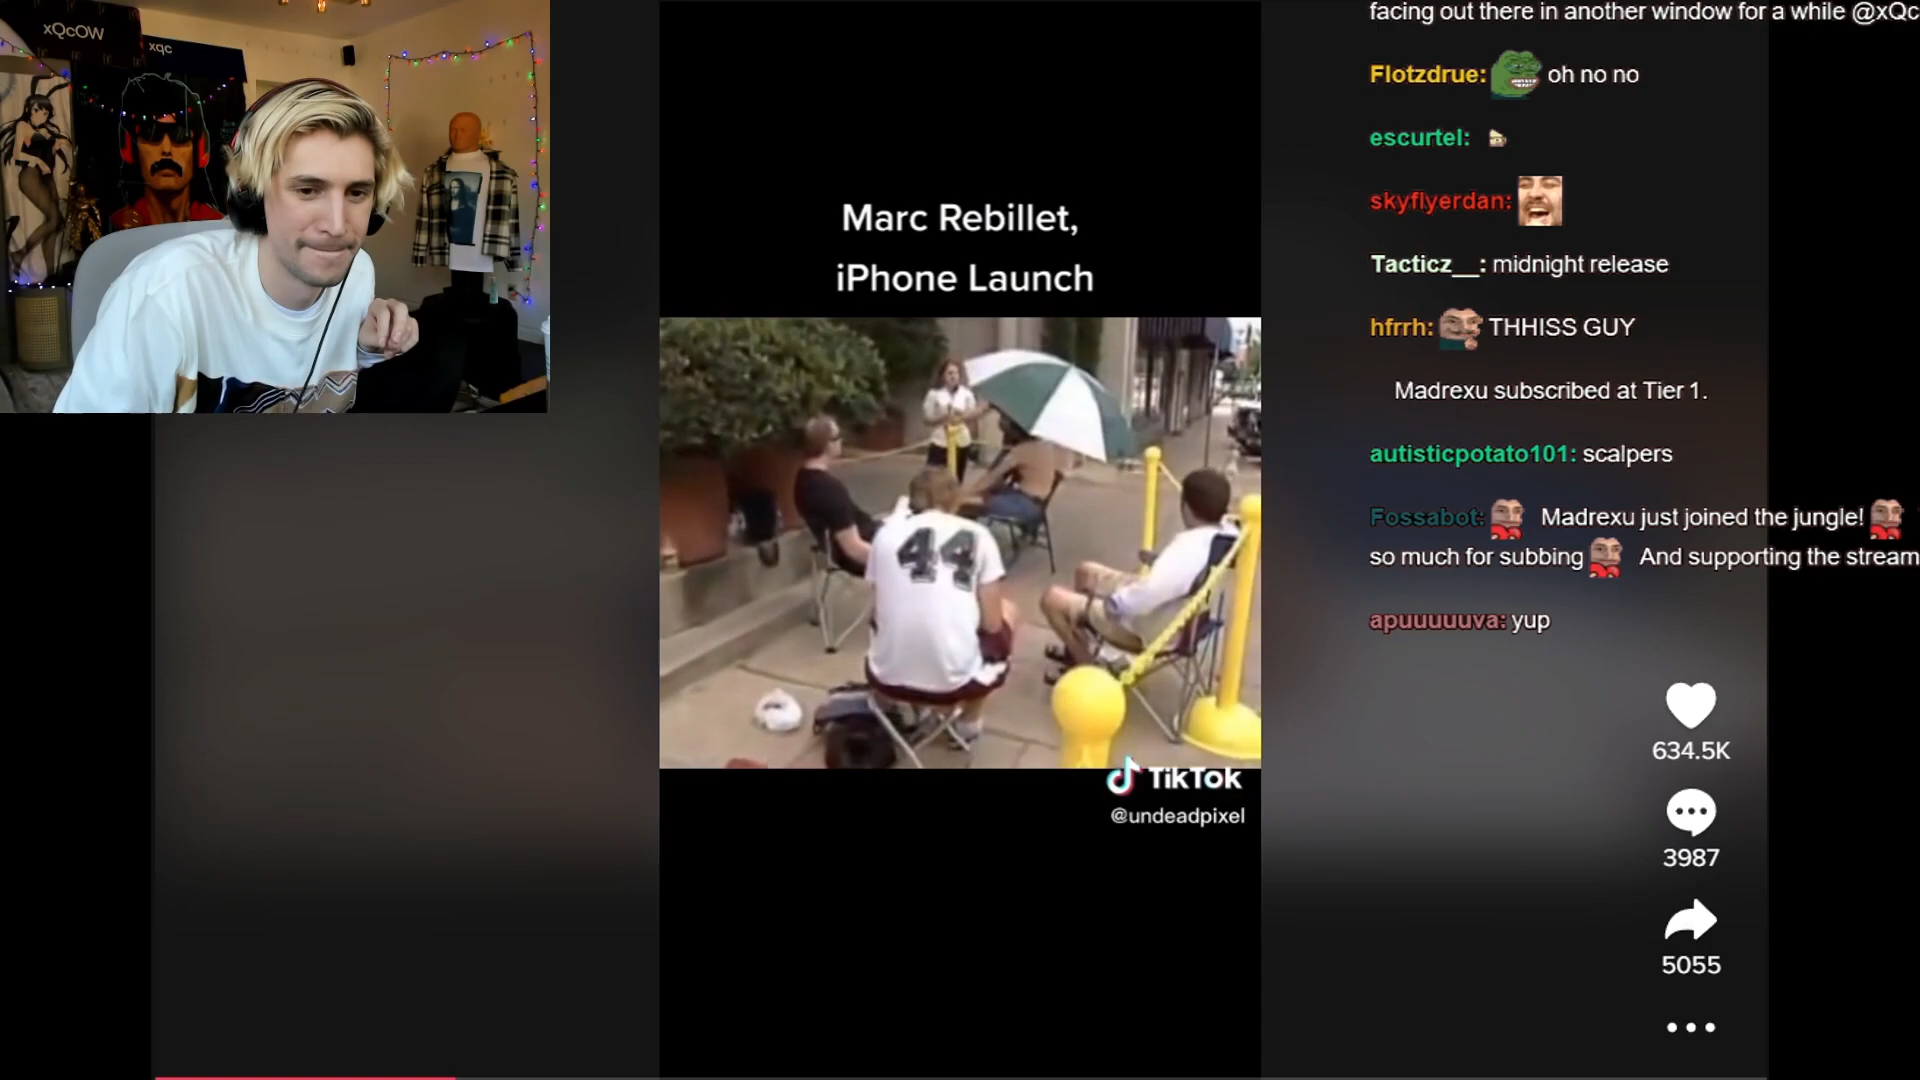 xQcOW
xqc
Marc Rebillet,
iPhone Launch
44
TikTok
@undeadpixel
facing out there in another window for a while @xQc
Flotzdrue: oh no no
escurtel:
skyflyerdan:
Tacticz__: midnight release
hfrrh: THHISS GUY
Madrexu subscribed at Tier 1.
autisticpotato101: scalpers
Fossabot: Madrexu just joined the jungle!
so much for subbing And supporting the stream
apuuuuuva: yup
634.5K
3987
5055